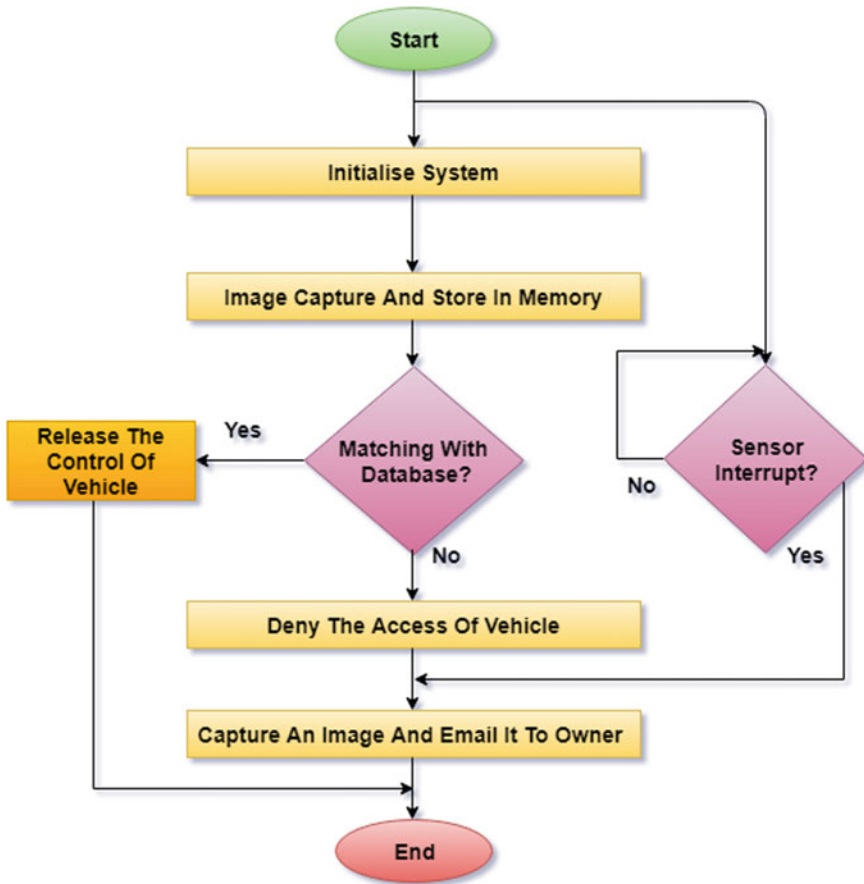 Start
Initialise System
Image Capture And Store In Memory
Yes
Release The
Control Of
Vehicle
Matching With
Database?
No
Sensor
Interrupt?
No
Yes
Deny The Access Of Vehicle
Capture An Image And Email It To Owner
End